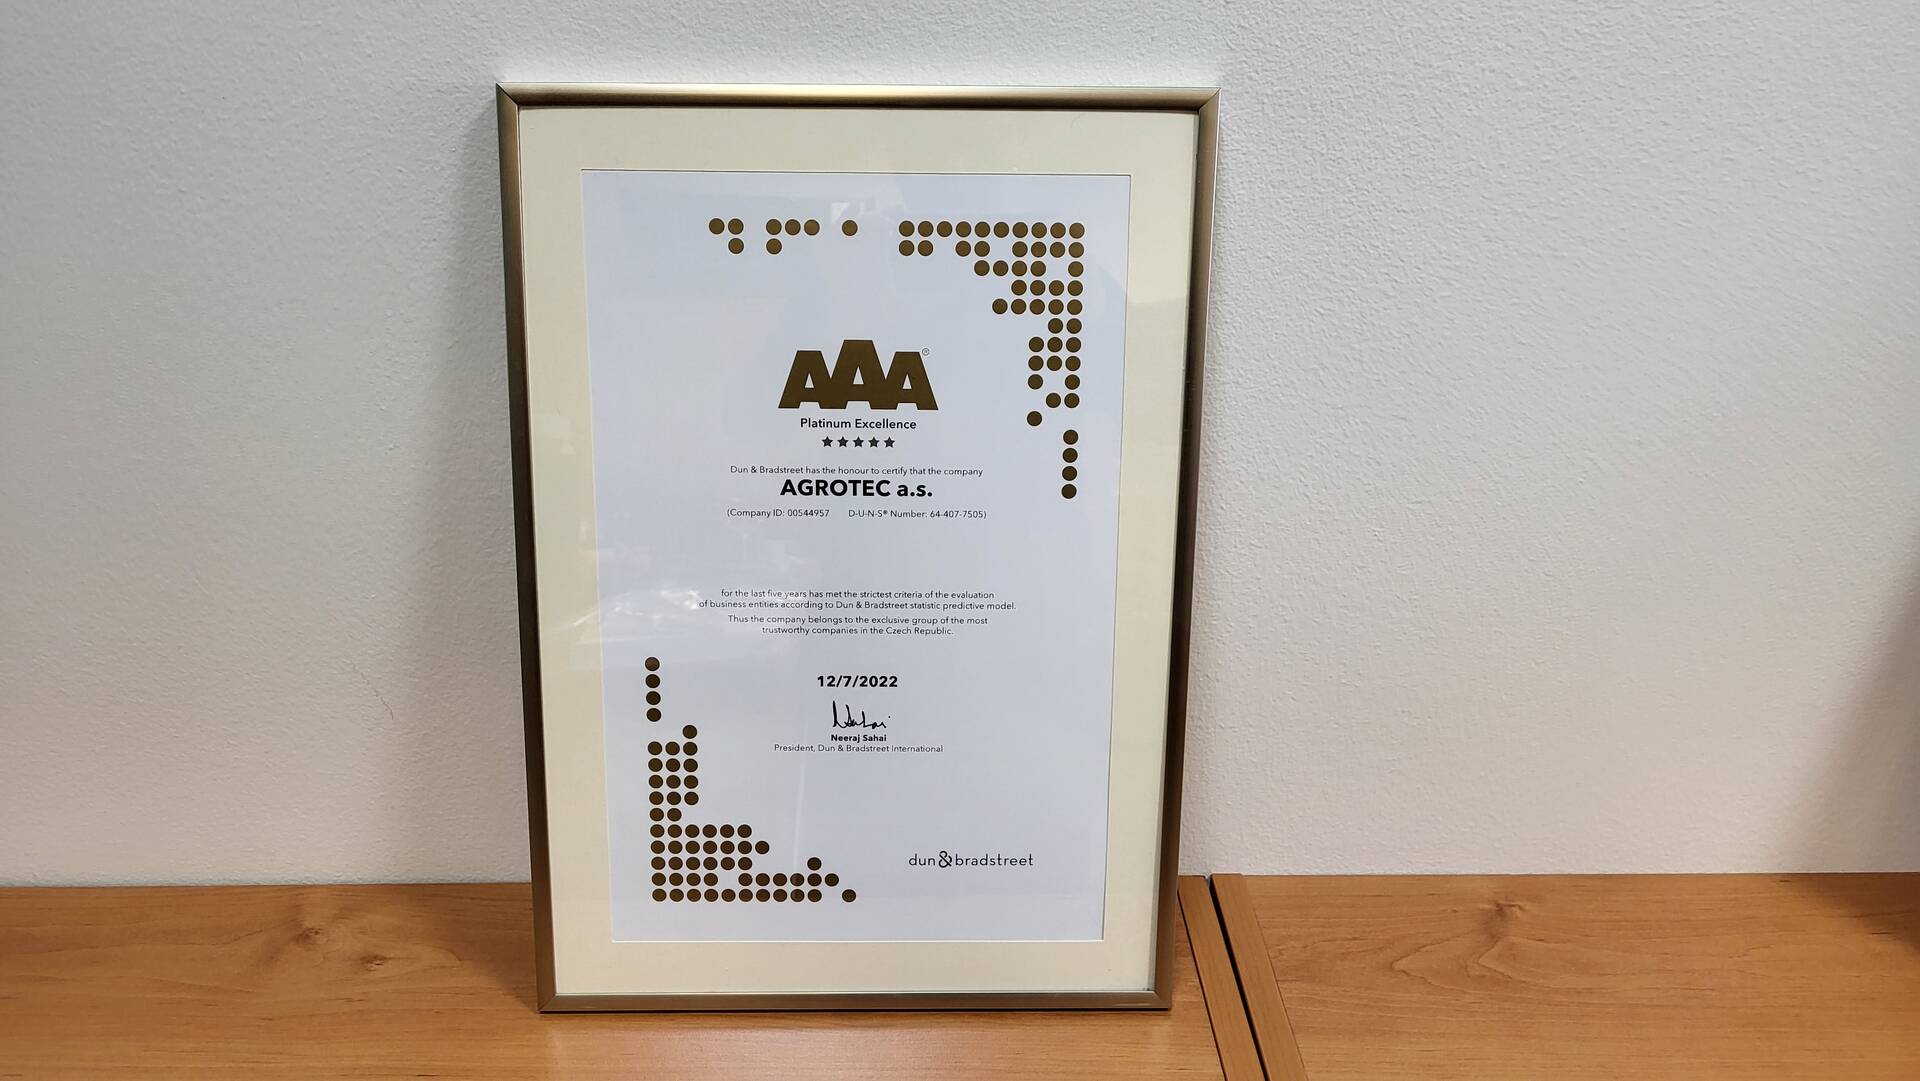 AAA®
Platinum Excellence
★★★★★
Dun & Bradstreet has the honour to certify that the company
AGROTEC a.s.
(Company ID: 00544957 D-U-N-S® Number: 64-407-7505)
for the last five years has met the strictest criteria of the evaluation
of business entities according to Dun & Bradstreet statistic predictive model.
Thus the company belongs to the exclusive group of the most
trustworthy companies in the Czech Republic.
12/7/2022
Neeraj Sahai
President, Dun & Bradstreet International
dun & bradstreet